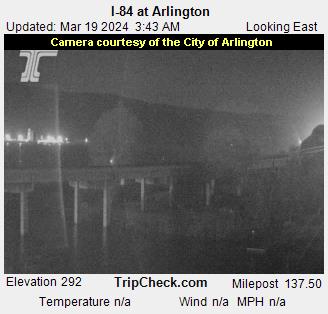 I-84 at Arlington
Updated: Mar 19 2024 3:43 AM Looking East
Camera courtesy of the City of Arlington
Elevation 292 TripCheck.com Milepost 137.50
Temperature n/a Wind n/a MPH n/a